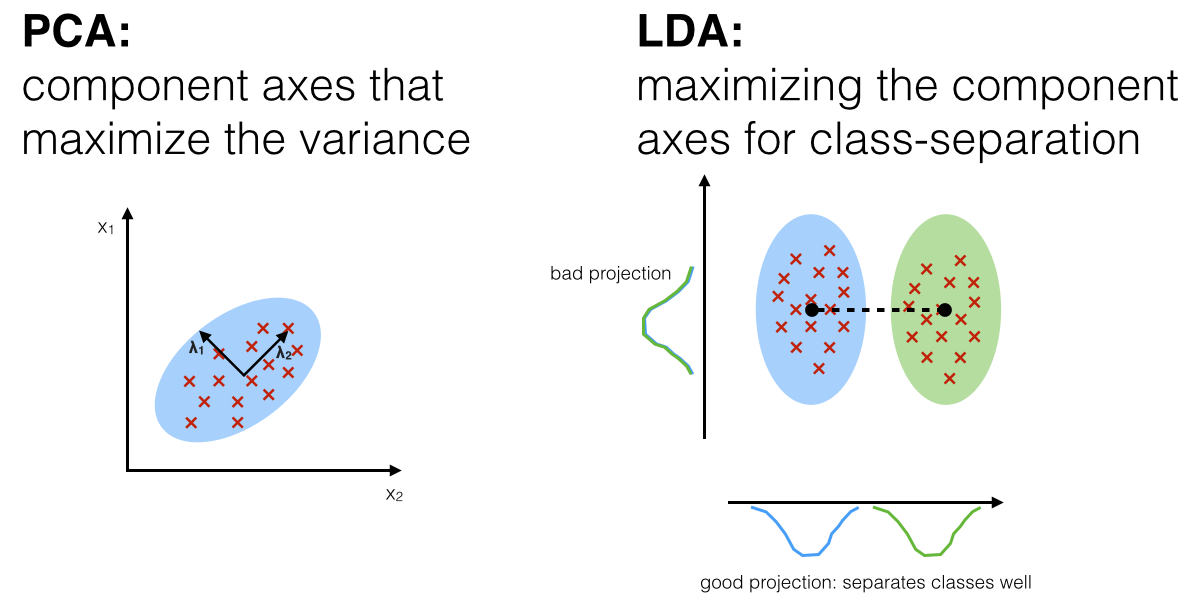 PCA:
component axes that
maximize the variance
x1
λ1
λ2
x2
LDA:
maximizing the component
axes for class-separation
bad projection
good projection: separates classes well